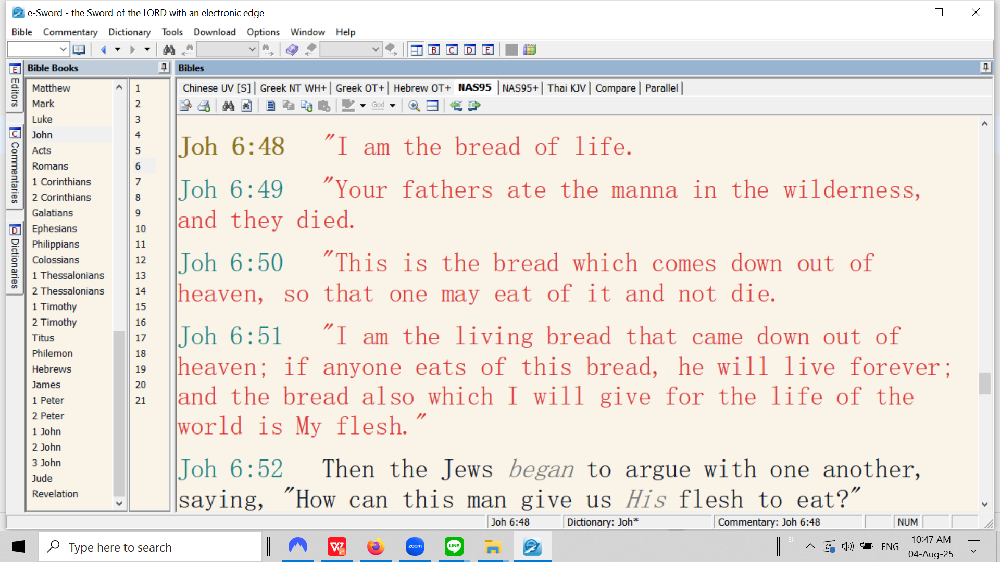 e-Sword - the Sword of the LORD with an electronic edge
Bible Commentary Dictionary Tools Download Options Window Help
B C D E
E Editors
C Commentaries
D Dictionaries
Bible Books
Matthew
Mark
Luke
John
Acts
Romans
1 Corinthians
2 Corinthians
Galatians
Ephesians
Philippians
Colossians
1 Thessalonians
2 Thessalonians
1 Timothy
2 Timothy
Titus
Philemon
Hebrews
James
1 Peter
2 Peter
1 John
2 John
3 John
Jude
Revelation
1
2
3
4
5
6
7
8
9
10
11
12
13
14
15
16
17
18
19
20
21
Bibles
Chinese UV [S] Greek NT WH+ Greek OT+ Hebrew OT+ NAS95 NAS95+ Thai KJV Compare Parallel
God
Joh 6:48 "I am the bread of life.
Joh 6:49 "Your fathers ate the manna in the wilderness,
and they died.
Joh 6:50 "This is the bread which comes down out of
heaven, so that one may eat of it and not die.
Joh 6:51 "I am the living bread that came down out of
heaven; if anyone eats of this bread, he will live forever;
and the bread also which I will give for the life of the
world is My flesh."
Joh 6:52 Then the Jews began to argue with one another,
saying, "How can this man give us His flesh to eat?"
Joh 6:48 Dictionary: Joh* Commentary: Joh 6:48 NUM
Type here to search
zoom
LINE
EN
ENG
10:47 AM
04-Aug-25